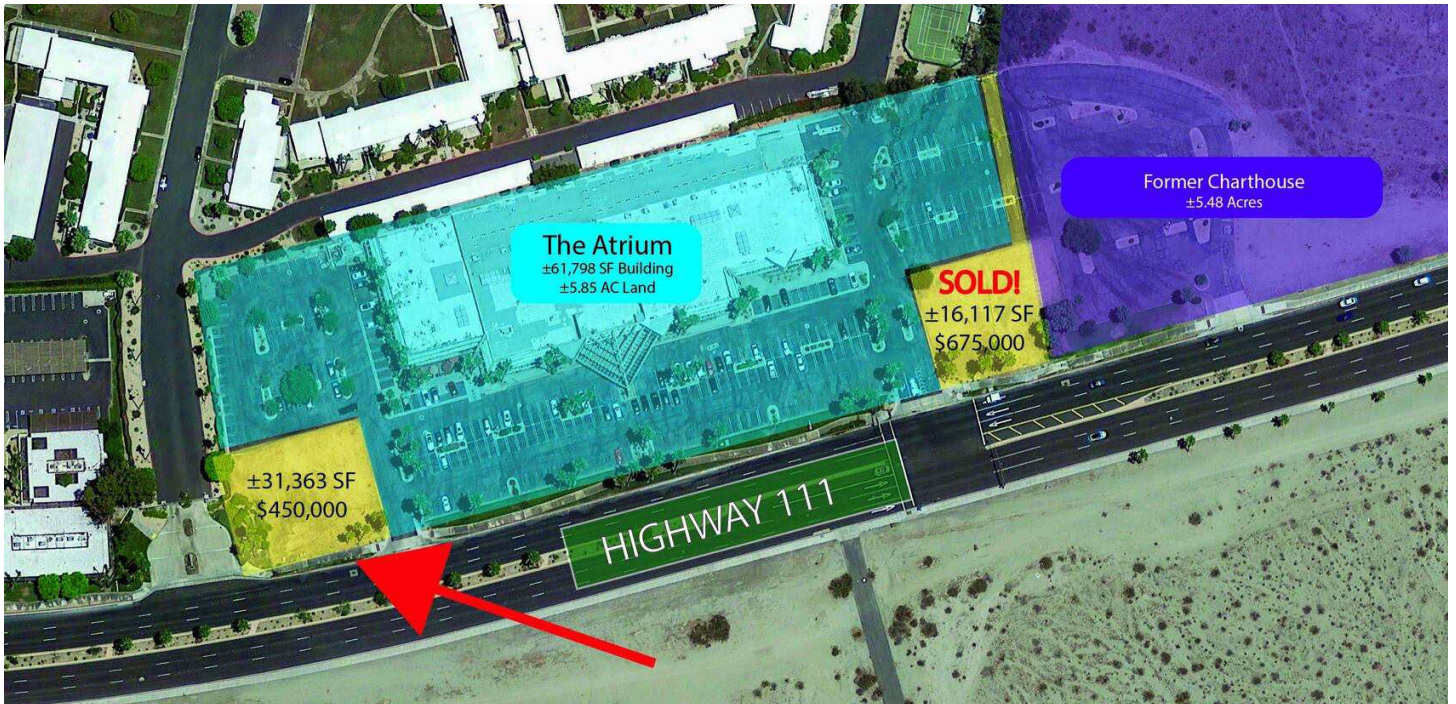 Former Charthouse
±5.48 Acres
The Atrium
±61,798 SF Building
±5.85 AC Land
SOLD!
±16,117 SF
$675,000
±31,363 SF
$450,000
HIGHWAY 111